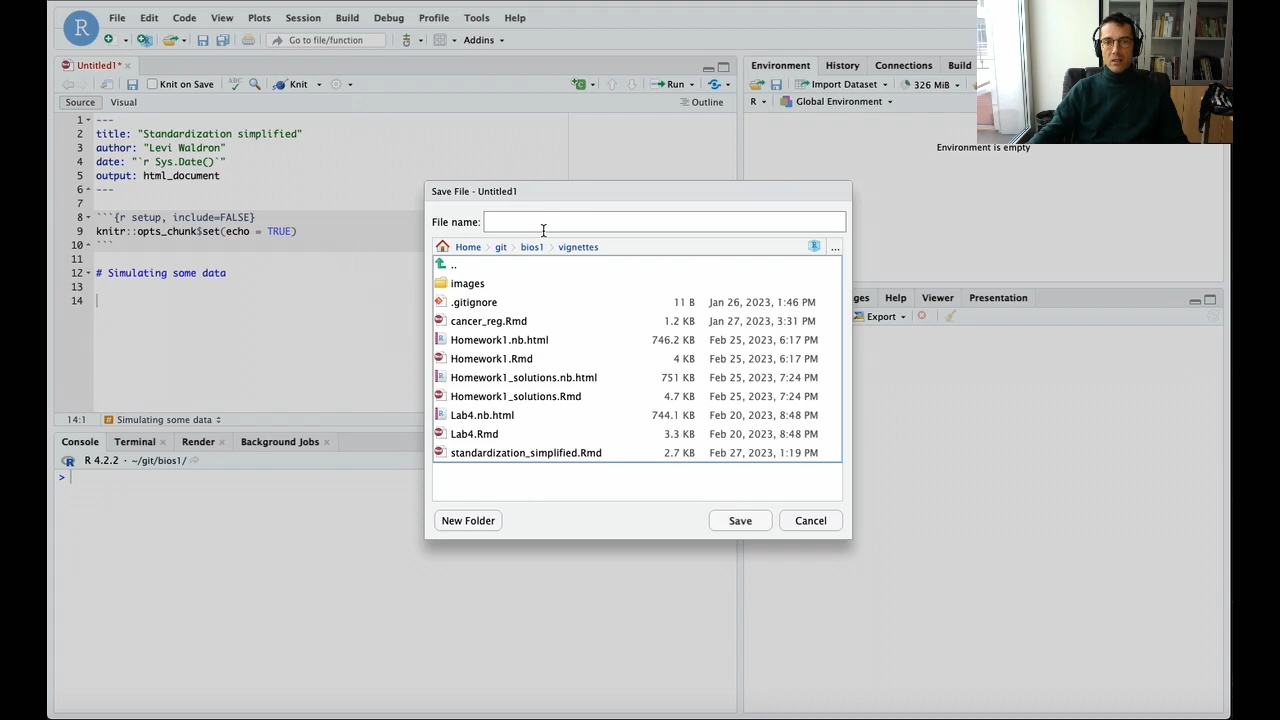 R File Edit Code View Plots Session Build Debug Profile Tools Help
Go to file/function Addins
Untitled1* Environment History Connections Build
Knit on Save ABC Knit Run Import Dataset 326 MiB
Source Visual Outline R Global Environment
1 ---
2 title: "Standardization simplified"
3 author: "Levi Waldron"
4 date: "`r Sys.Date()`"
5 output: html_document
6 ---
7
8 ```{r setup, include=FALSE}
9 knitr::opts_chunk$set(echo = TRUE)
10 ```
11
12 # Simulating some data
13
14
Environment is empty
Save File - Untitled1
File name:
Home git bios1 vignettes ...
..
images
.gitignore 11 B Jan 26, 2023, 1:46 PM
cancer_reg.Rmd 1.2 KB Jan 27, 2023, 3:31 PM
Homework1.nb.html 746.2 KB Feb 25, 2023, 6:17 PM
Homework1.Rmd 4 KB Feb 25, 2023, 6:17 PM
Homework1_solutions.nb.html 751 KB Feb 25, 2023, 7:24 PM
Homework1_solutions.Rmd 4.7 KB Feb 25, 2023, 7:24 PM
Lab4.nb.html 744.1 KB Feb 20, 2023, 8:48 PM
Lab4.Rmd 3.3 KB Feb 20, 2023, 8:48 PM
standardization_simplified.Rmd 2.7 KB Feb 27, 2023, 1:19 PM
New Folder Save Cancel
ges Help Viewer Presentation
Export
14:1 # Simulating some data
Console Terminal Render Background Jobs
R R 4.2.2 · ~/git/bios1/
>